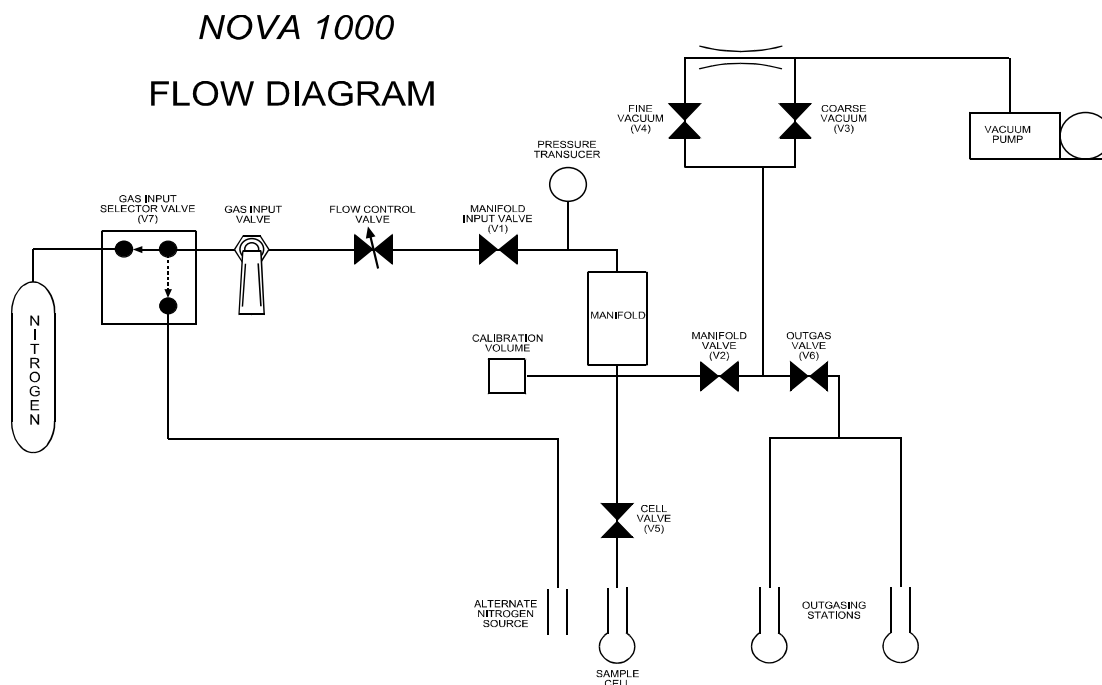 NOVA 1000
FLOW DIAGRAM
FINE
VACUUM
(V4)
COARSE
VACUUM
(V3)
VACUUM
PUMP
PRESSURE
TRANSUCER
GAS INPUT
SELECTOR VALVE
(V7)
GAS INPUT
VALVE
FLOW CONTROL
VALVE
MANIFOLD
INPUT VALVE
(V1)
NITROGEN
MANIFOLD
CALIBRATION
VOLUME
MANIFOLD
VALVE
(V2)
OUTGAS
VALVE
(V6)
CELL
VALVE
(V5)
ALTERNATE
NITROGEN
SOURCE
OUTGASING
STATIONS
SAMPLE
CELL